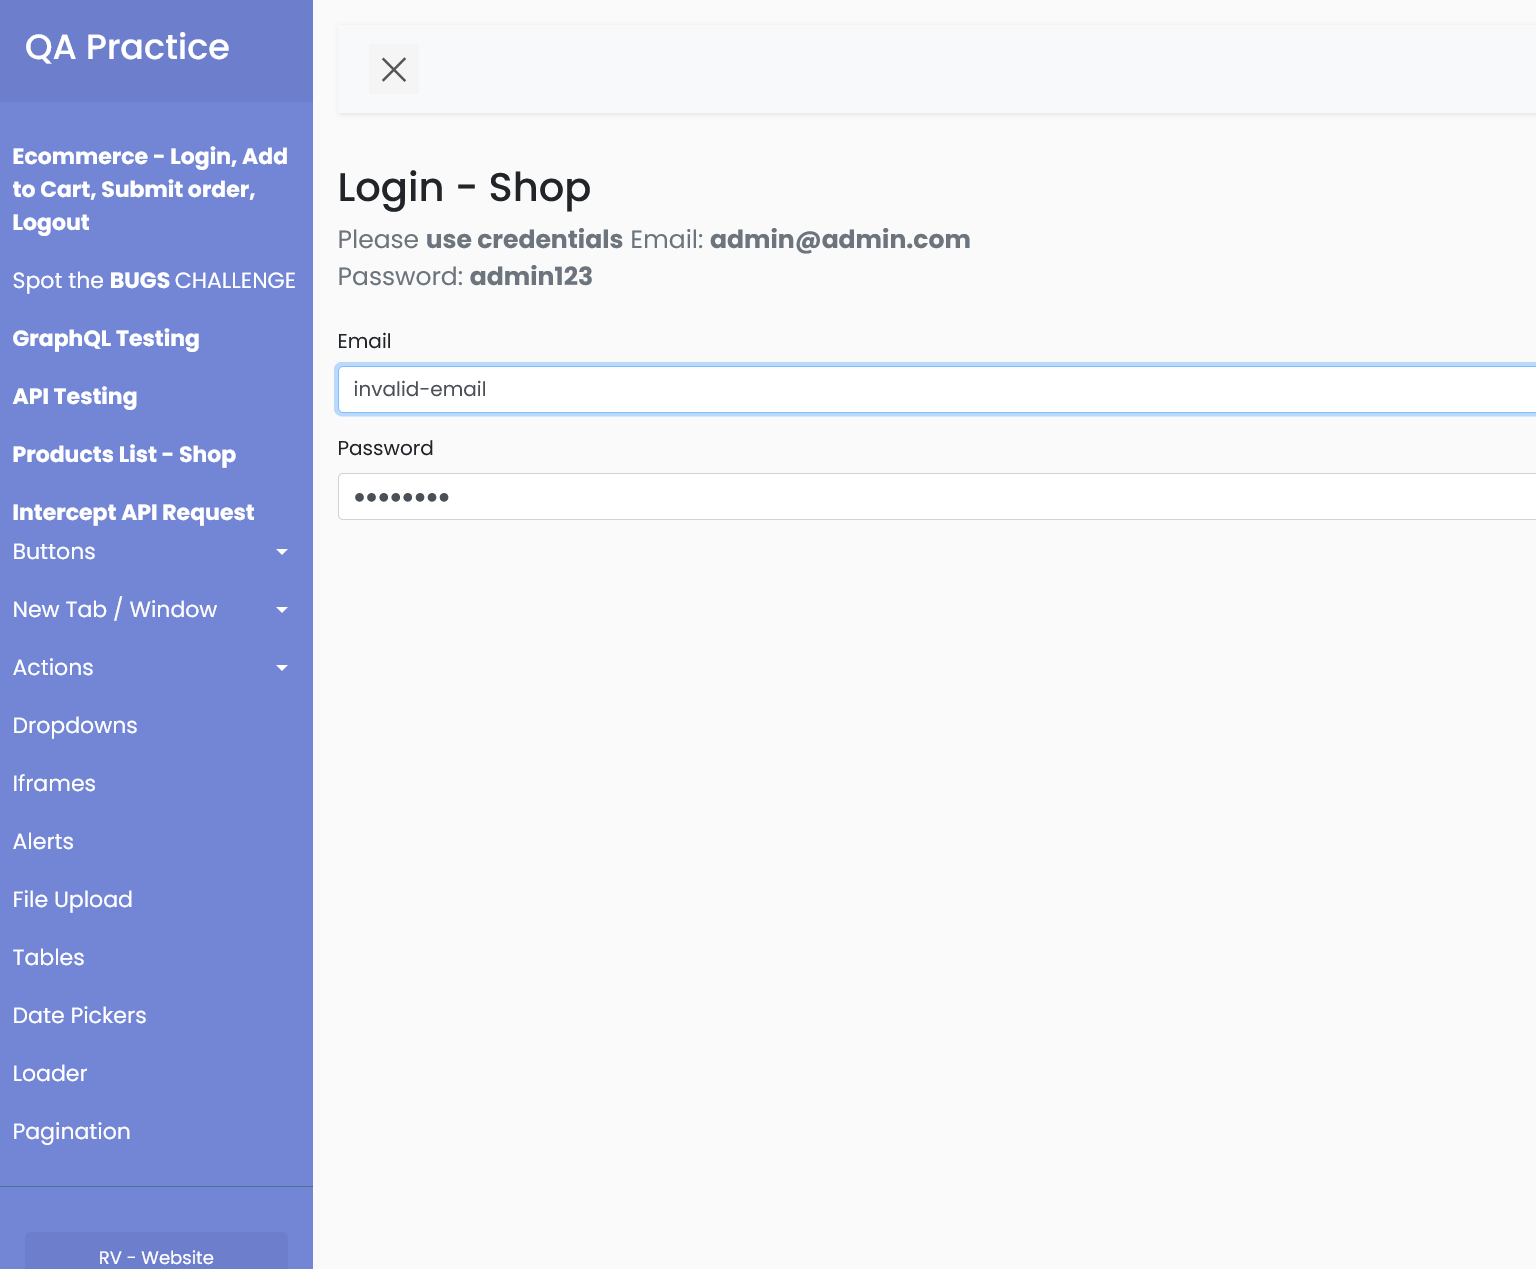 QA Practice
Ecommerce - Login, Add
to Cart, Submit order,
Logout
Spot the BUGS CHALLENGE
GraphQL Testing
API Testing
Products List - Shop
Intercept API Request
Buttons
New Tab / Window
Actions
Dropdowns
Iframes
Alerts
File Upload
Tables
Date Pickers
Loader
Pagination
RV - Website
Login - Shop
Please use credentials Email: admin@admin.com
Password: admin123
Email
invalid-email
Password
●●●●●●●●